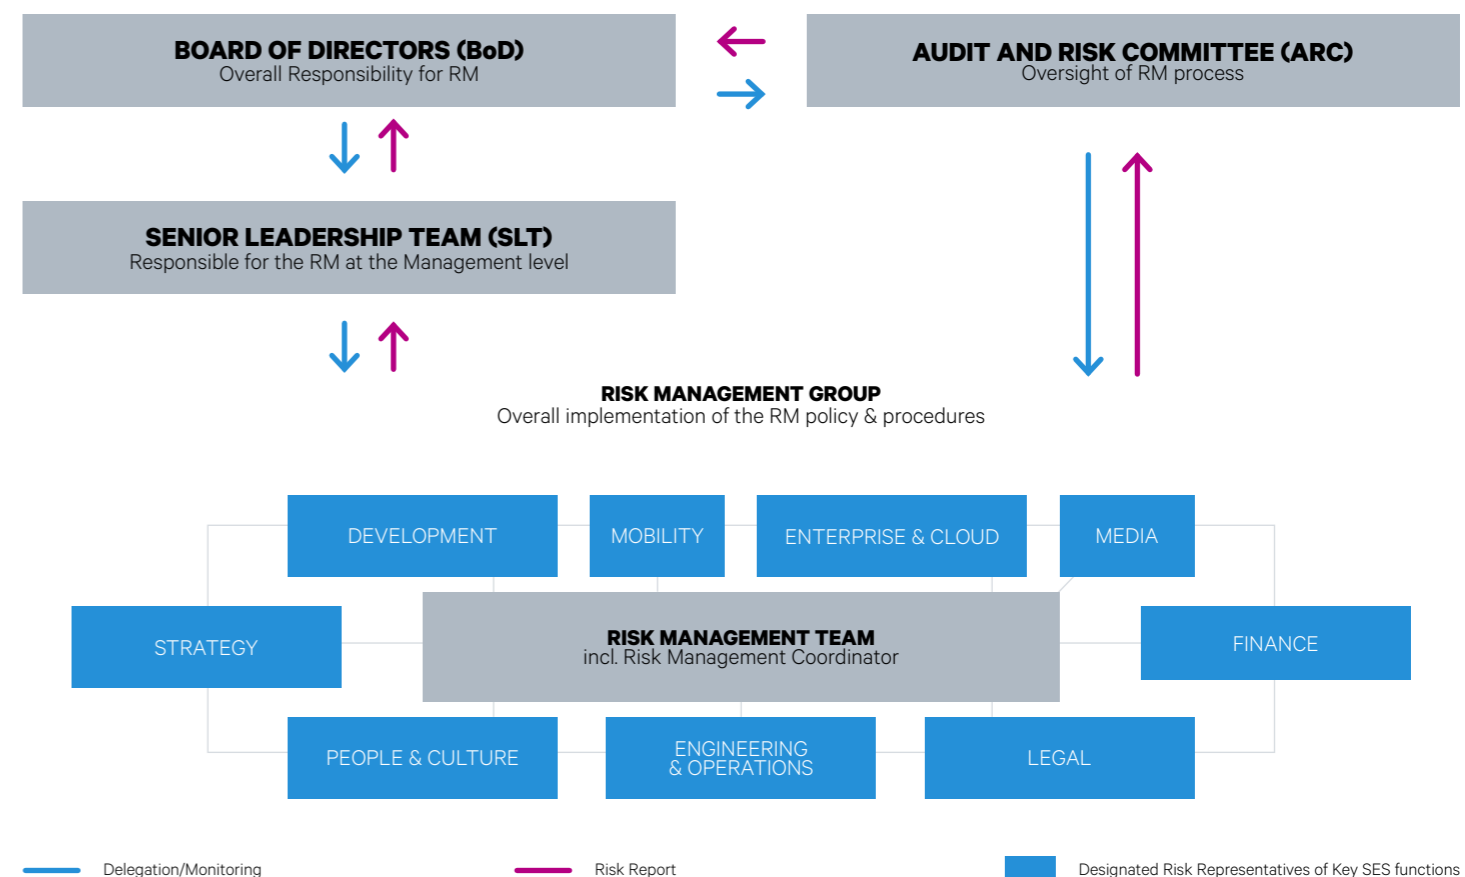 BOARD OF DIRECTORS (BoD)
Overall Responsibility for RM
AUDIT AND RISK COMMITTEE (ARC)
Oversight of RM process
SENIOR LEADERSHIP TEAM (SLT)
Responsible for the RM at the Management level
RISK MANAGEMENT GROUP
Overall implementation of the RM policy & procedures
DEVELOPMENT
MOBILITY
ENTERPRISE & CLOUD
MEDIA
STRATEGY
RISK MANAGEMENT TEAM
incl. Risk Management Coordinator
FINANCE
PEOPLE & CULTURE
ENGINEERING
& OPERATIONS
LEGAL
Delegation/Monitoring
Risk Report
Designated Risk Representatives of Key SES functions